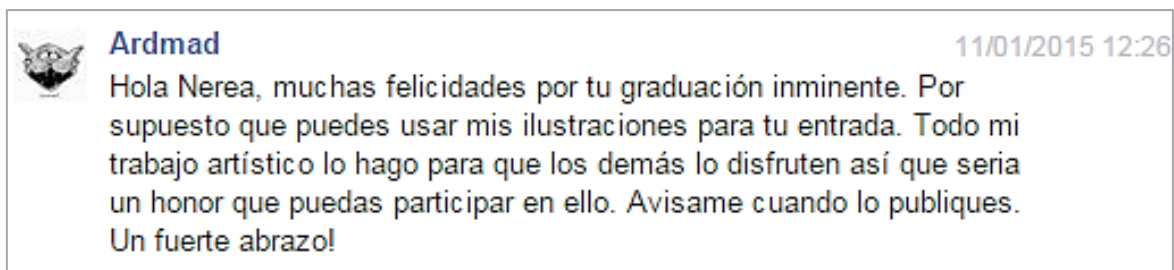 Ardmad 11/01/2015 12:26
Hola Nerea, muchas felicidades por tu graduación inminente. Por
supuesto que puedes usar mis ilustraciones para tu entrada. Todo mi
trabajo artístico lo hago para que los demás lo disfruten así que seria
un honor que puedas participar en ello. Avisame cuando lo publiques.
Un fuerte abrazo!